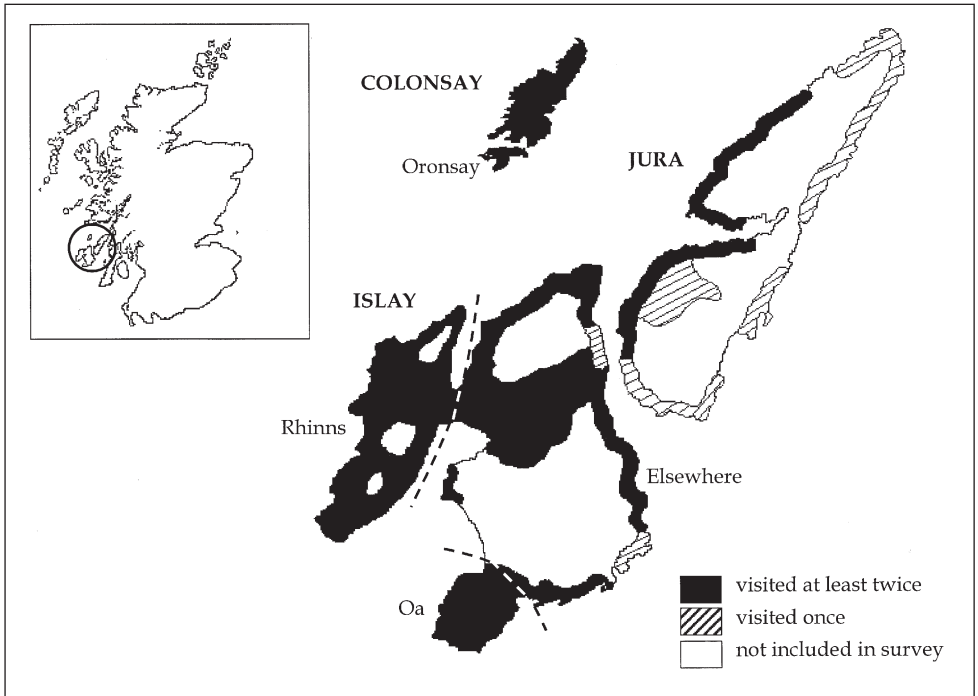 COLONSAY
Oronsay
JURA
ISLAY
Rhinns
Elsewhere
Oa
visited at least twice
visited once
not included in survey